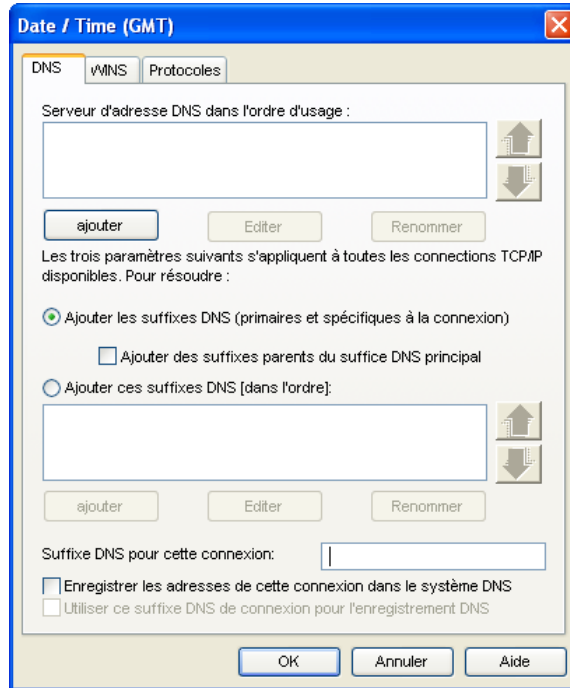 Date / Time (GMT)
DNS WINS Protocoles
Serveur d'adresse DNS dans l'ordre d'usage :
ajouter Editer Renommer
Les trois paramètres suivants s'appliquent à toutes les connections TCP/IP
disponibles. Pour résoudre :
Ajouter les suffixes DNS (primaires et spécifiques à la connexion)
Ajouter des suffixes parents du suffice DNS principal
Ajouter ces suffixes DNS [dans l'ordre]:
ajouter Editer Renommer
Suffixe DNS pour cette connexion:
Enregistrer les adresses de cette connexion dans le système DNS
Utiliser ce suffix DNS de connexion pour l'enregistrement DNS
OK Annuler Aide